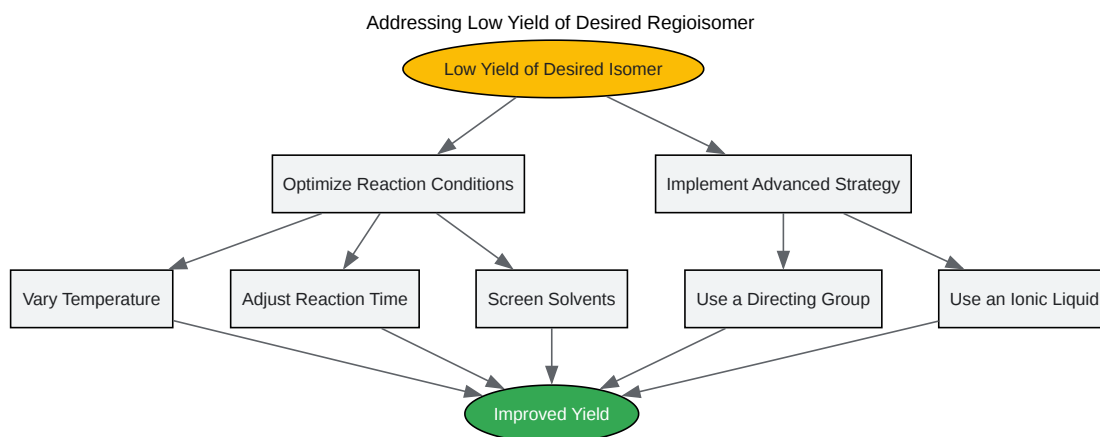 Addressing Low Yield of Desired Regioisomer
Low Yield of Desired Isomer
Optimize Reaction Conditions
Implement Advanced Strategy
Vary Temperature
Adjust Reaction Time
Screen Solvents
Use a Directing Group
Use an Ionic Liquid
Improved Yield